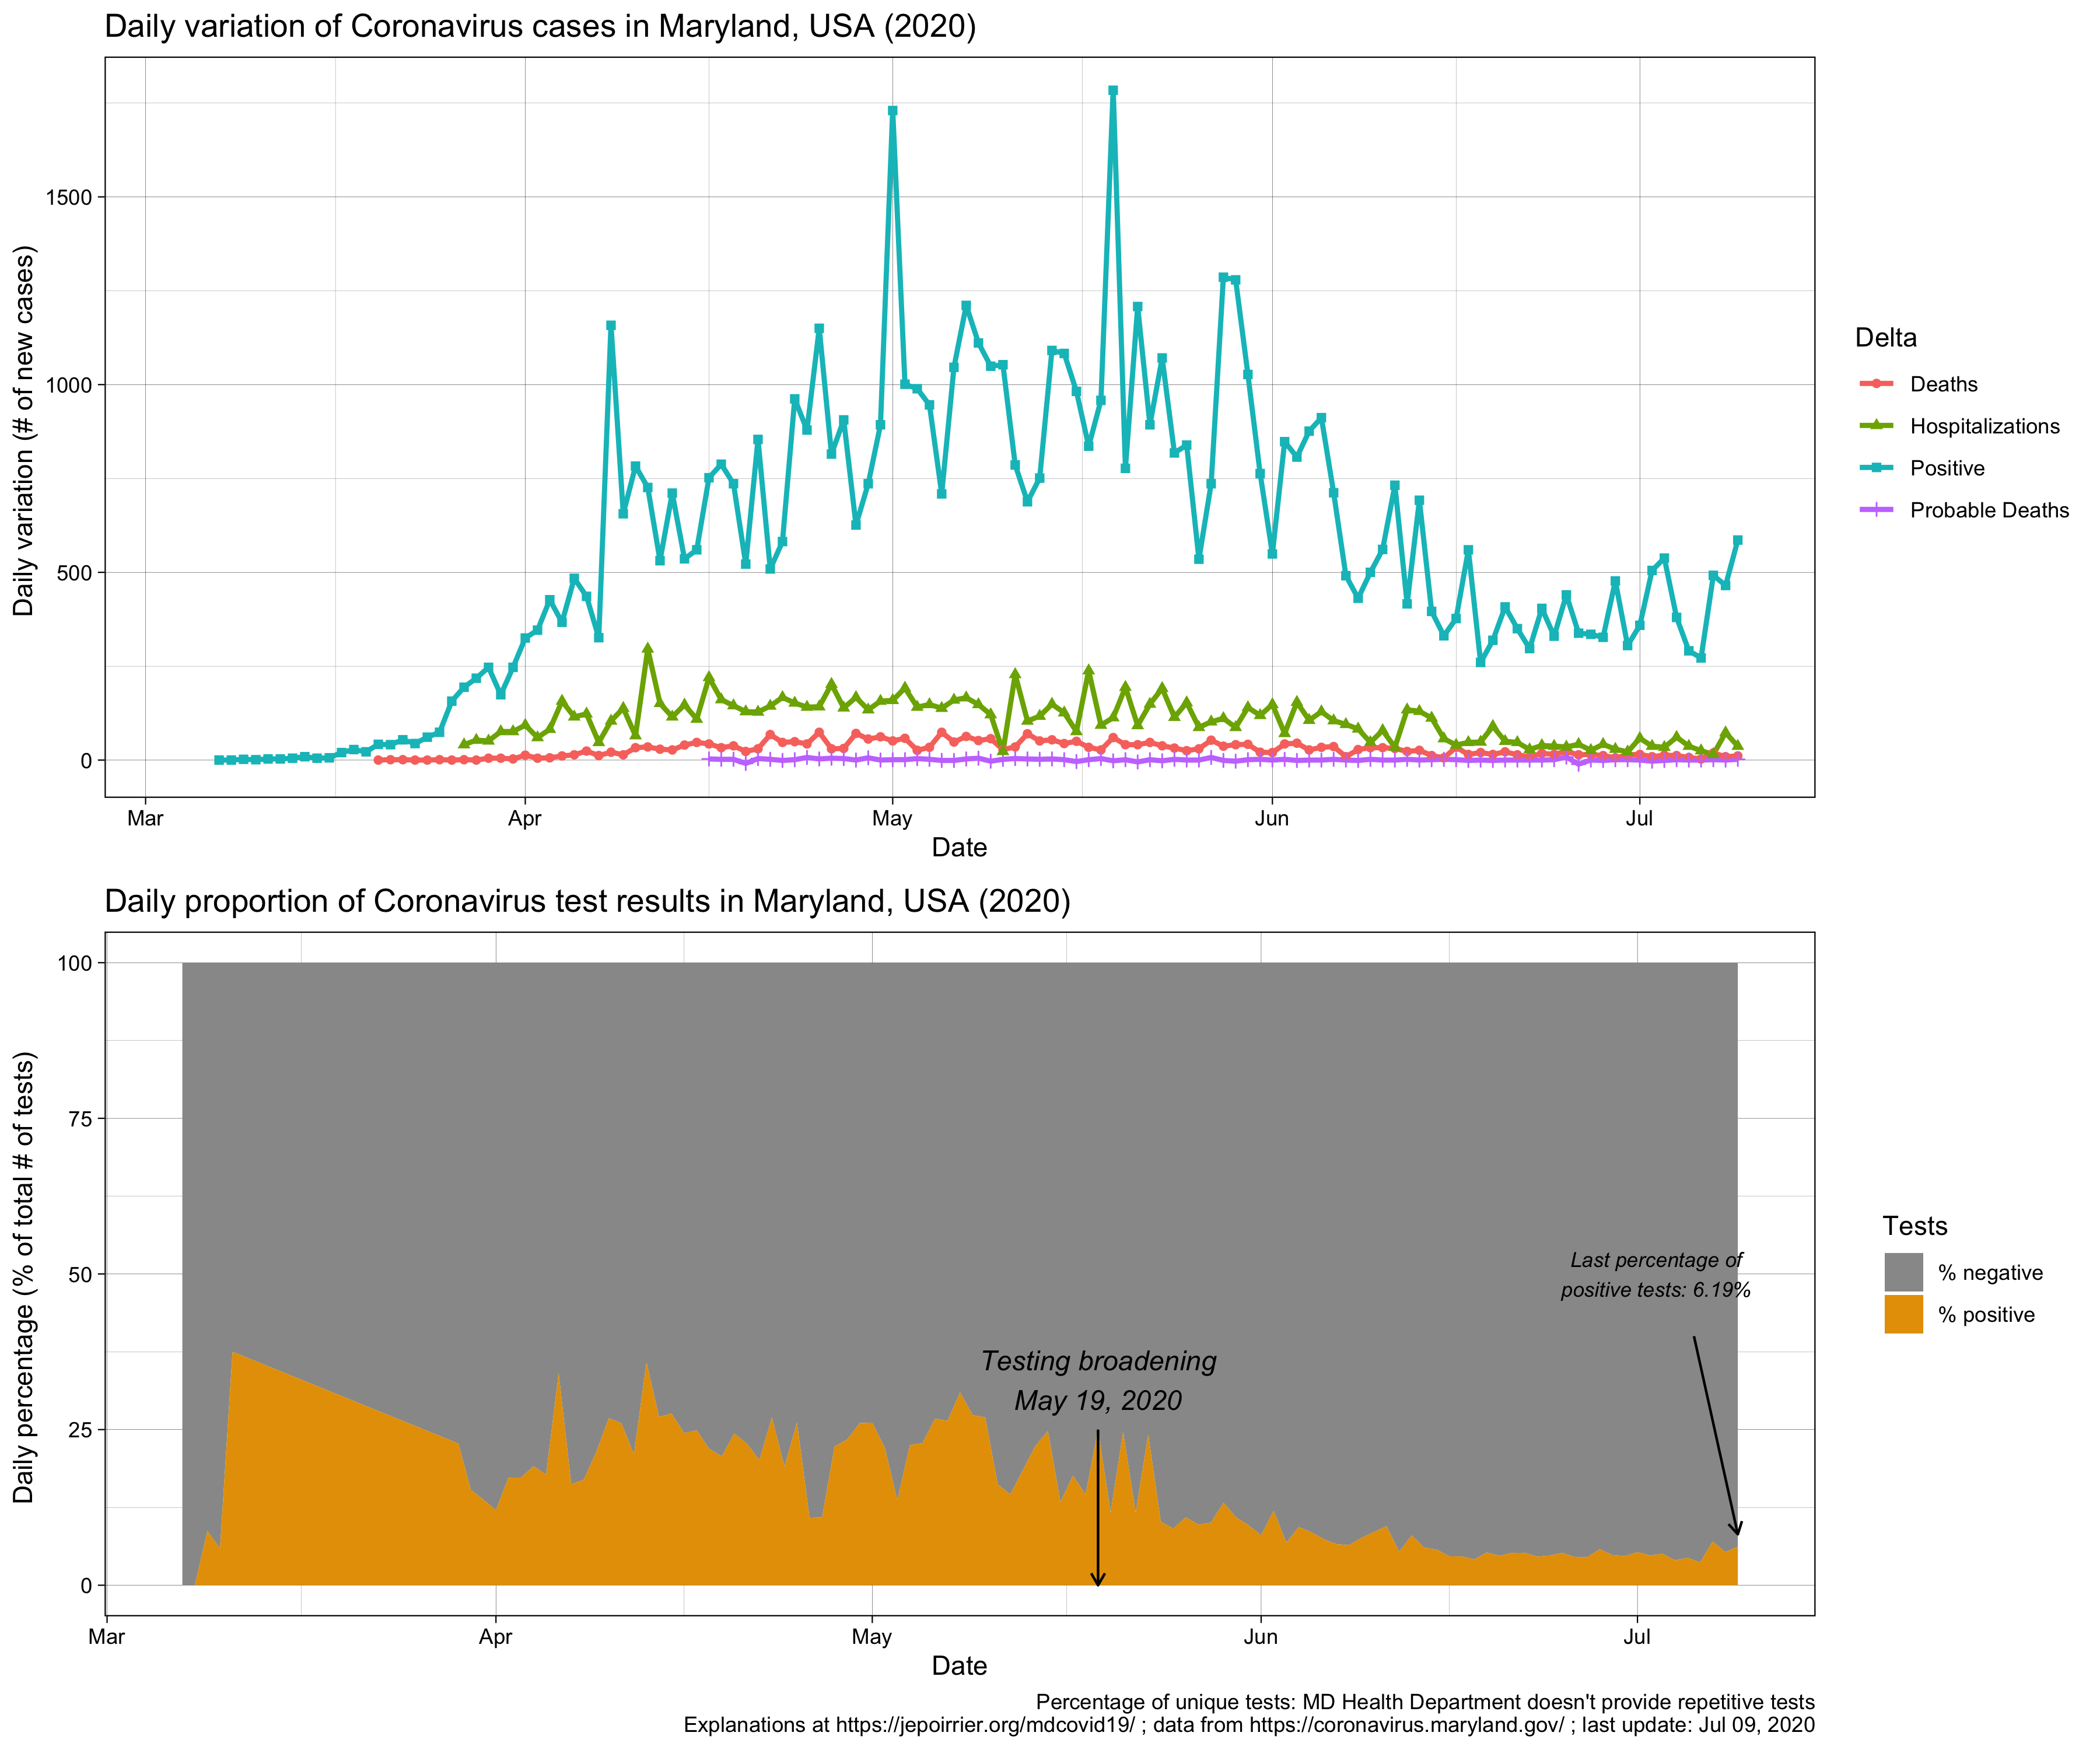 Daily variation of Coronavirus cases in Maryland, USA (2020)
Daily variation (# of new cases)
1500
1000
500
0
Mar
Apr
May
Jun
Jul
Date
Delta
Deaths
Hospitalizations
Positive
Probable Deaths
Daily proportion of Coronavirus test results in Maryland, USA (2020)
Daily percentage (% of total # of tests)
100
75
50
25
0
Last percentage of
positive tests: 6.19%
Testing broadening
May 19, 2020
Mar
Apr
May
Jun
Jul
Date
Tests
% negative
% positive
Percentage of unique tests: MD Health Department doesn't provide repetitive tests
Explanations at https://jepoirrier.org/mdcovid19/ ; data from https://coronavirus.maryland.gov/ ; last update: Jul 09, 2020